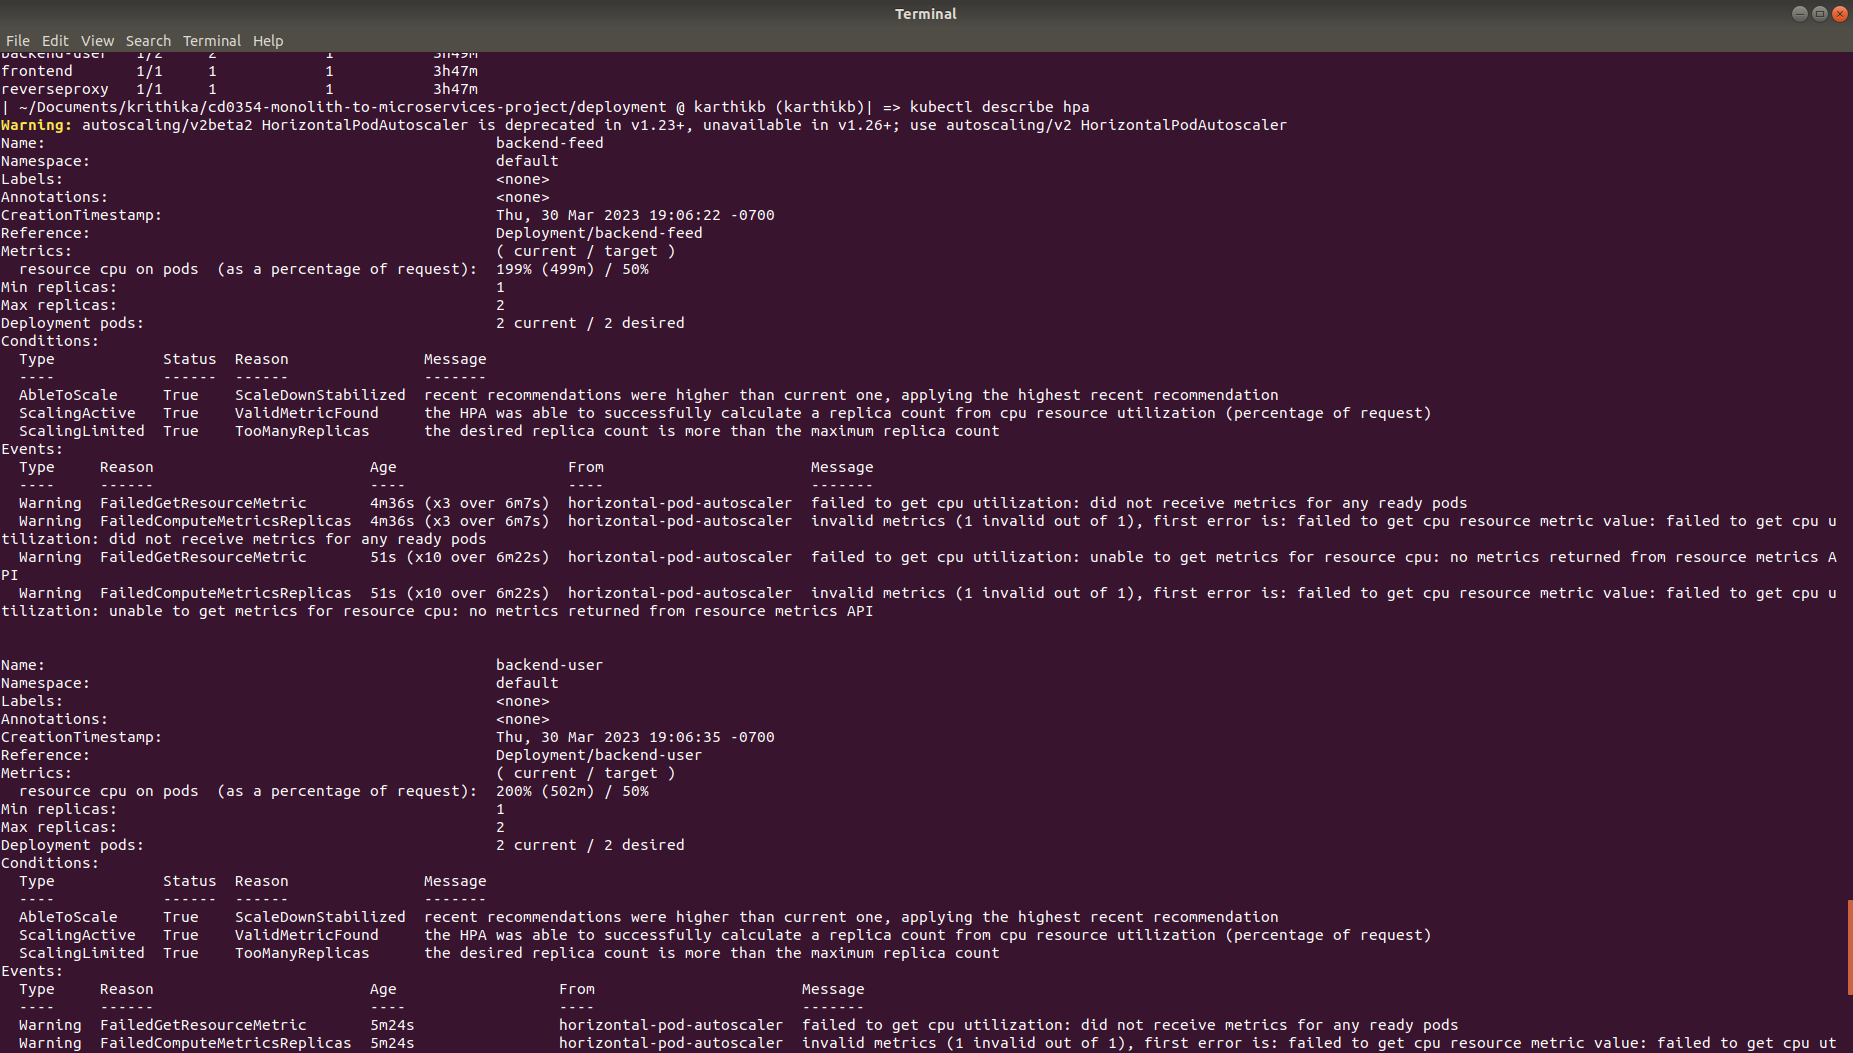 Terminal
File Edit View Search Terminal Help
backend-user   1/2     2            1           3h49m
frontend       1/1     1            1           3h47m
reverseproxy   1/1     1            1           3h47m
| ~/Documents/krithika/cd0354-monolith-to-microservices-project/deployment @ karthikb (karthikb)| => kubectl describe hpa
Warning: autoscaling/v2beta2 HorizontalPodAutoscaler is deprecated in v1.23+, unavailable in v1.26+; use autoscaling/v2 HorizontalPodAutoscaler
Name:                                                  backend-feed
Namespace:                                             default
Labels:                                                <none>
Annotations:                                           <none>
CreationTimestamp:                                     Thu, 30 Mar 2023 19:06:22 -0700
Reference:                                             Deployment/backend-feed
Metrics:                                               ( current / target )
  resource cpu on pods  (as a percentage of request):  199% (499m) / 50%
Min replicas:                                          1
Max replicas:                                          2
Deployment pods:                                       2 current / 2 desired
Conditions:
  Type            Status  Reason               Message
  ----            ------  ------               -------
  AbleToScale     True    ScaleDownStabilized  recent recommendations were higher than current one, applying the highest recent recommendation
  ScalingActive   True    ValidMetricFound     the HPA was able to successfully calculate a replica count from cpu resource utilization (percentage of request)
  ScalingLimited  True    TooManyReplicas      the desired replica count is more than the maximum replica count
Events:
  Type     Reason                        Age                   From                       Message
  ----     ------                        ----                  ----                       -------
  Warning  FailedGetResourceMetric       4m36s (x3 over 6m7s)  horizontal-pod-autoscaler  failed to get cpu utilization: did not receive metrics for any ready pods
  Warning  FailedComputeMetricsReplicas  4m36s (x3 over 6m7s)  horizontal-pod-autoscaler  invalid metrics (1 invalid out of 1), first error is: failed to get cpu resource metric value: failed to get cpu u
tilization: did not receive metrics for any ready pods
  Warning  FailedGetResourceMetric       51s (x10 over 6m22s)  horizontal-pod-autoscaler  failed to get cpu utilization: unable to get metrics for resource cpu: no metrics returned from resource metrics A
PI
  Warning  FailedComputeMetricsReplicas  51s (x10 over 6m22s)  horizontal-pod-autoscaler  invalid metrics (1 invalid out of 1), first error is: failed to get cpu resource metric value: failed to get cpu u
tilization: unable to get metrics for resource cpu: no metrics returned from resource metrics API
Name:                                                  backend-user
Namespace:                                             default
Labels:                                                <none>
Annotations:                                           <none>
CreationTimestamp:                                     Thu, 30 Mar 2023 19:06:35 -0700
Reference:                                             Deployment/backend-user
Metrics:                                               ( current / target )
  resource cpu on pods  (as a percentage of request):  200% (502m) / 50%
Min replicas:                                          1
Max replicas:                                          2
Deployment pods:                                       2 current / 2 desired
Conditions:
  Type            Status  Reason               Message
  ----            ------  ------               -------
  AbleToScale     True    ScaleDownStabilized  recent recommendations were higher than current one, applying the highest recent recommendation
  ScalingActive   True    ValidMetricFound     the HPA was able to successfully calculate a replica count from cpu resource utilization (percentage of request)
  ScalingLimited  True    TooManyReplicas      the desired replica count is more than the maximum replica count
Events:
  Type     Reason                        Age                  From                       Message
  ----     ------                        ----                 ----                       -------
  Warning  FailedGetResourceMetric       5m24s                horizontal-pod-autoscaler  failed to get cpu utilization: did not receive metrics for any ready pods
  Warning  FailedComputeMetricsReplicas  5m24s                horizontal-pod-autoscaler  invalid metrics (1 invalid out of 1), first error is: failed to get cpu resource metric value: failed to get cpu ut